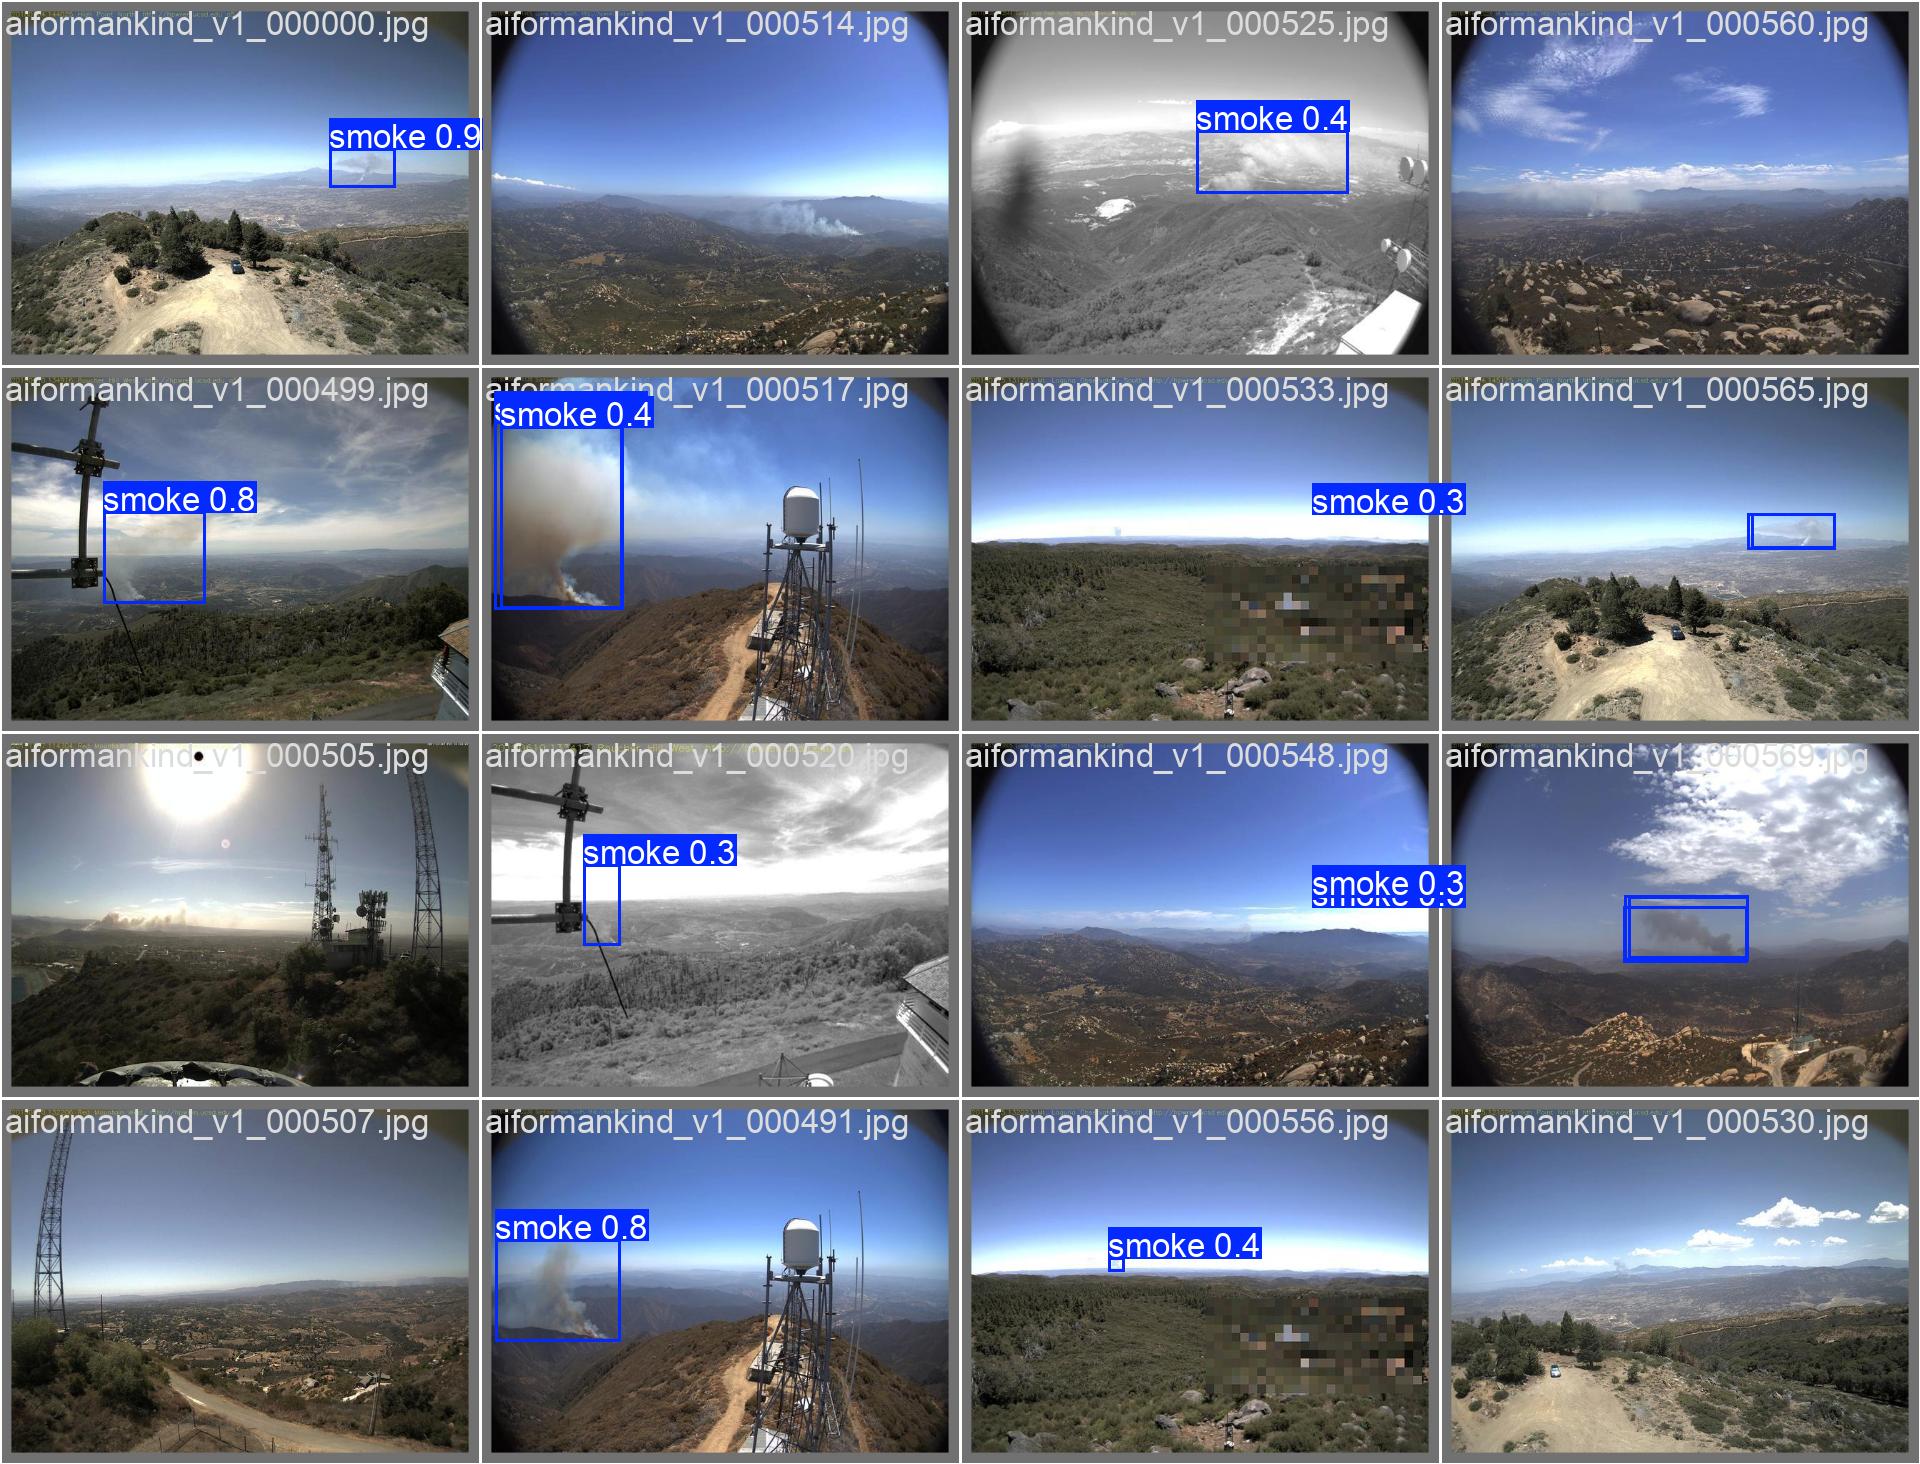 aiformankind_v1_000000.jpg
aiformankind_v1_000514.jpg
aiformankind_v1_000525.jpg
aiformankind_v1_000560.jpg
smoke 0.9
smoke 0.4
aiformankind_v1_000499.jpg
aiformankind_v1_000517.jpg
aiformankind_v1_000533.jpg
aiformankind_v1_000565.jpg
smoke 0.8
smoke 0.4
smoke 0.3
aiformankind_v1_000505.jpg
aiformankind_v1_000520.jpg
aiformankind_v1_000548.jpg
aiformankind_v1_000569.jpg
smoke 0.3
smoke 0.3
aiformankind_v1_000507.jpg
aiformankind_v1_000491.jpg
aiformankind_v1_000556.jpg
aiformankind_v1_000530.jpg
smoke 0.8
smoke 0.4